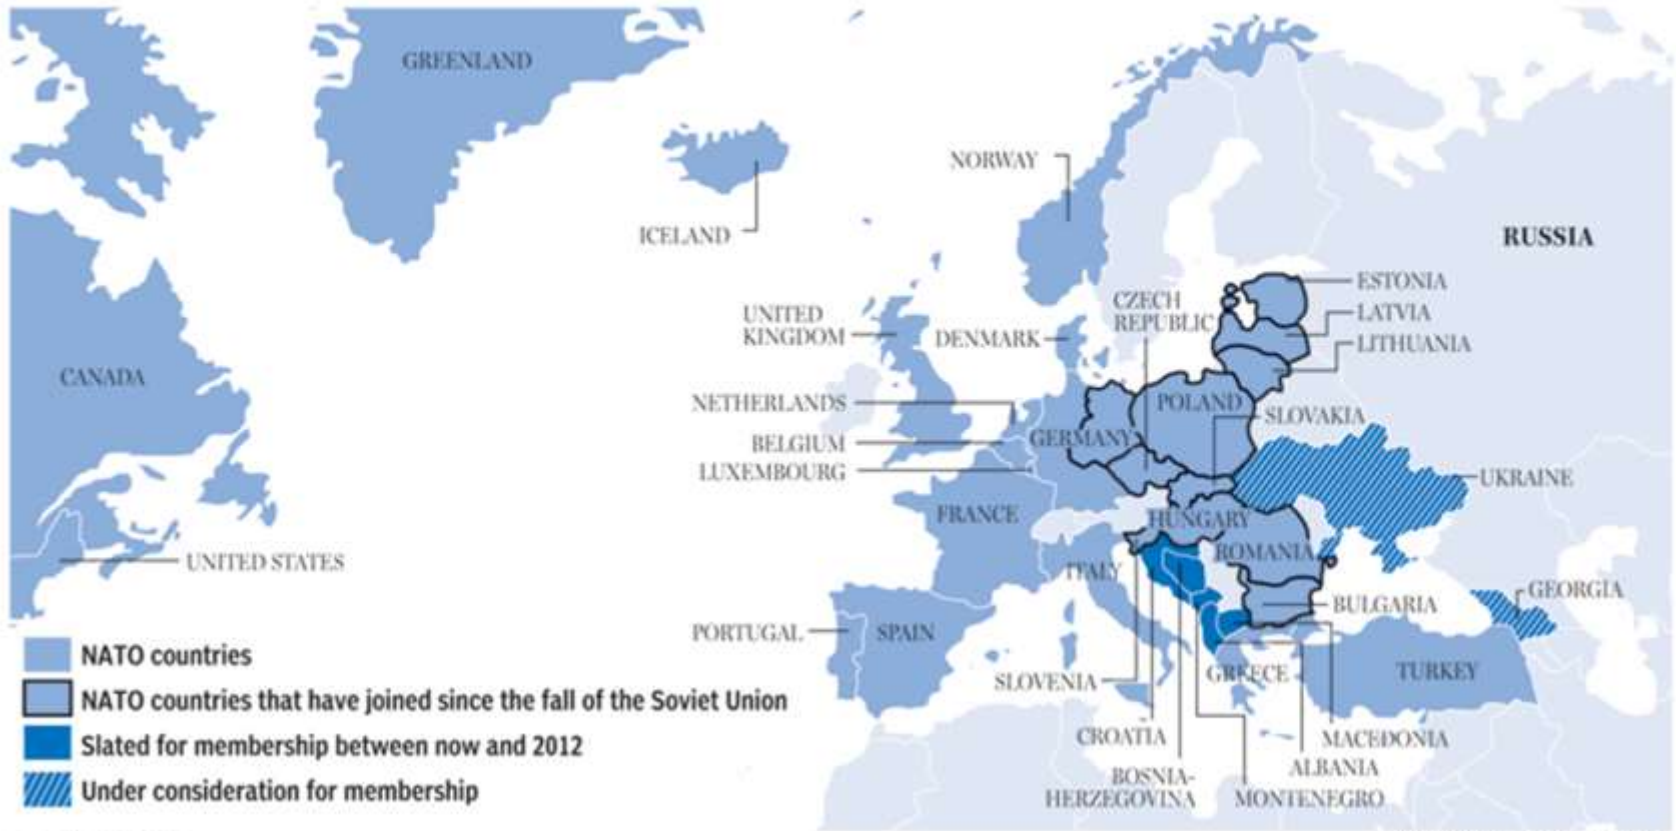 GREENLAND
NORWAY
ICELAND
RUSSIA
ESTONIA
CZECH
REPUBLIC
LATVIA
UNITED
KINGDOM
DENMARK
LITHUANIA
CANADA
NETHERLANDS
POLAND
SLOVAKIA
BELGIUM
GERMANY
LUXEMBOURG
UKRAINE
FRANCE
HUNGARY
ROMANIA
UNITED STATES
ITALY
GEORGIA
BULGARIA
PORTUGAL
SPAIN
NATO countries
SLOVENIA
GREECE
TURKEY
NATO countries that have joined since the fall of the Soviet Union
CROATIA
MACEDONIA
Slated for membership between now and 2012
ALBANIA
BOSNIA-
HERZEGOVINA
MONTENEGRO
Under consideration for membership